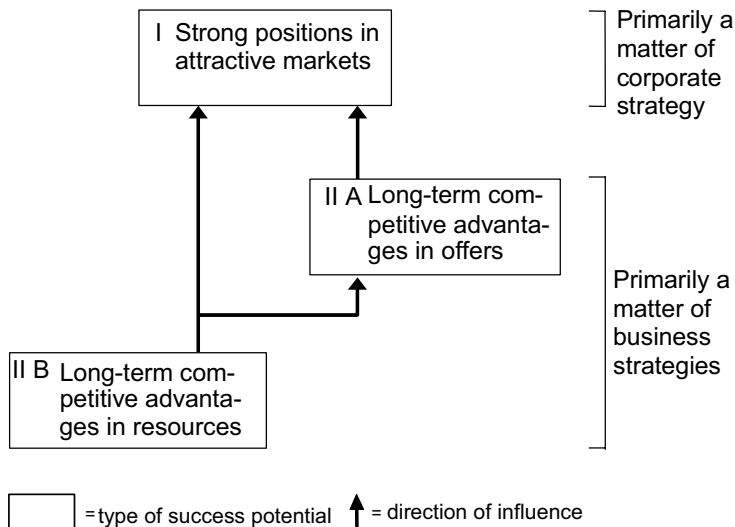 I Strong positions in
attractive markets
Primarily a
matter of
corporate
strategy
II A Long-term com-
petitive advanta-
ges in offers
Primarily a
matter of
business
strategies
II B Long-term com-
petitive advanta-
ges in resources
= type of success potential
= direction of influence